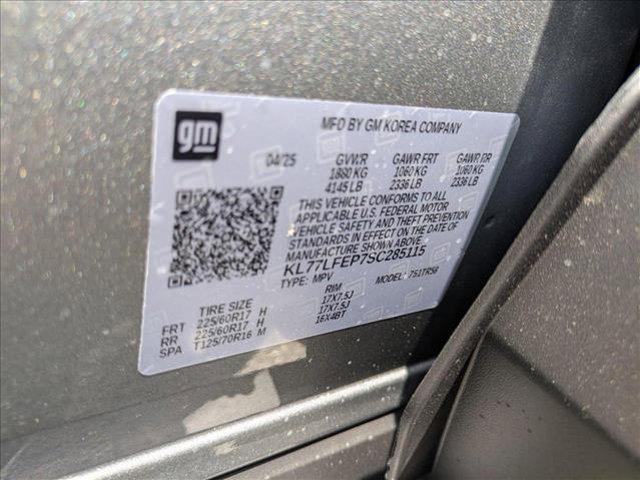 gm
MFD BY GM KOREA COMPANY
04/25 GVWR GAWR FRT GAWR RR
1880 KG 1060 KG 1060 KG
4145 LB 2336 LB 2336 LB
THIS VEHICLE CONFORMS TO ALL
APPLICABLE U.S. FEDERAL MOTOR
VEHICLE SAFETY AND THEFT PREVENTION
STANDARDS IN EFFECT ON THE DATE OF
MANUFACTURE SHOWN ABOVE.
KL77LFEP7SC285115
TYPE: MPV MODEL: 751TR58
TIRE SIZE RIM
FRT 225/60R17 H 17X7.5J
RR 225/60R17 H 17X7.5J
SPA T125/70R16 M 16X4BT